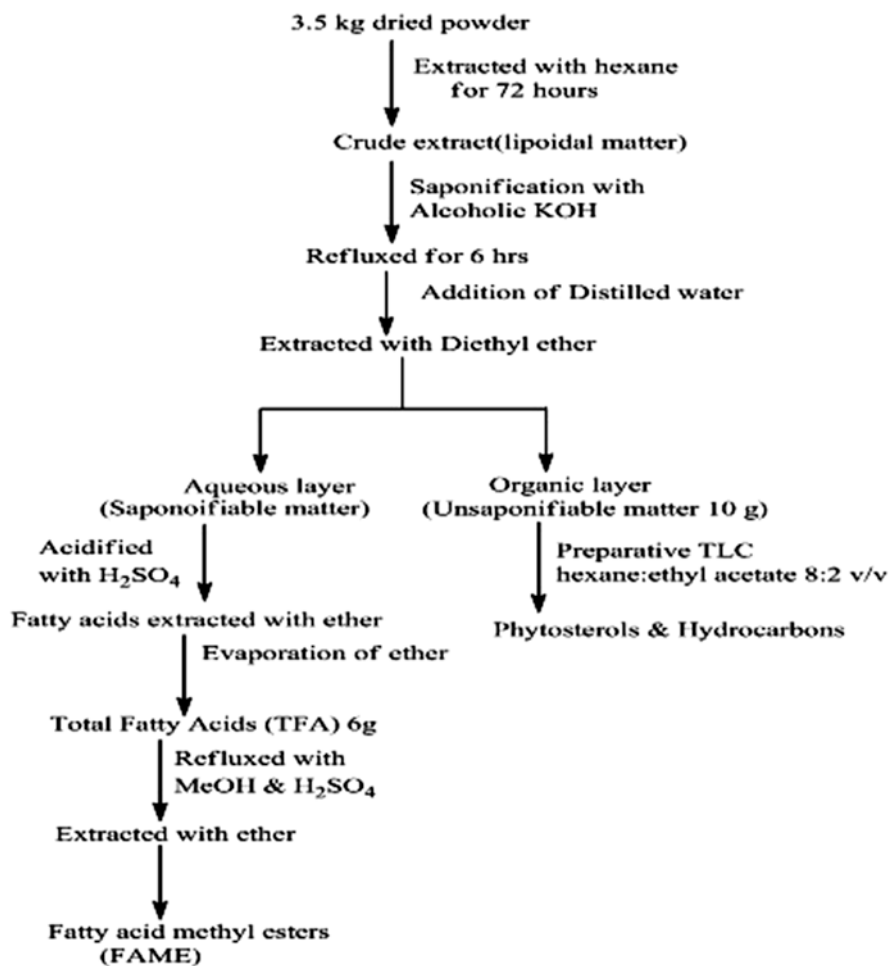 3.5 kg dried powder
Extracted with hexane
for 72 hours
Crude extract(lipoidal matter)
Saponification with
Alcoholic KOH
Refluxed for 6 hrs
Addition of Distilled water
Extracted with Diethyl ether
Aqueous layer
(Saponoifiable matter)
Organic layer
(Unsaponifiable matter 10 g)
Acidified
with H₂SO₄
Preparative TLC
hexane:ethyl acetate 8:2 v/v
Fatty acids extracted with ether
Phytosterols & Hydrocarbons
Evaporation of ether
Total Fatty Acids (TFA) 6g
Refluxed with
MeOH & H₂SO₄
Extracted with ether
Fatty acid methyl esters
(FAME)